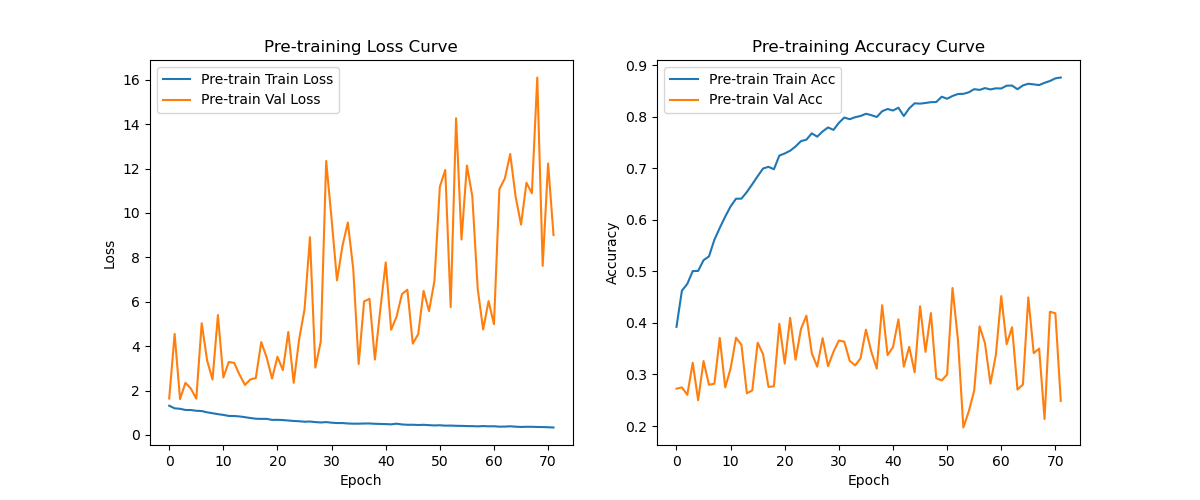 Pre-training Loss Curve
Pre-train Train Loss
Pre-train Val Loss
16
14
12
10
8
6
4
2
0
Loss
0 10 20 30 40 50 60 70
Epoch
Pre-training Accuracy Curve
Pre-train Train Acc
Pre-train Val Acc
0.9
0.8
0.7
0.6
0.5
0.4
0.3
0.2
Accuracy
0 10 20 30 40 50 60 70
Epoch